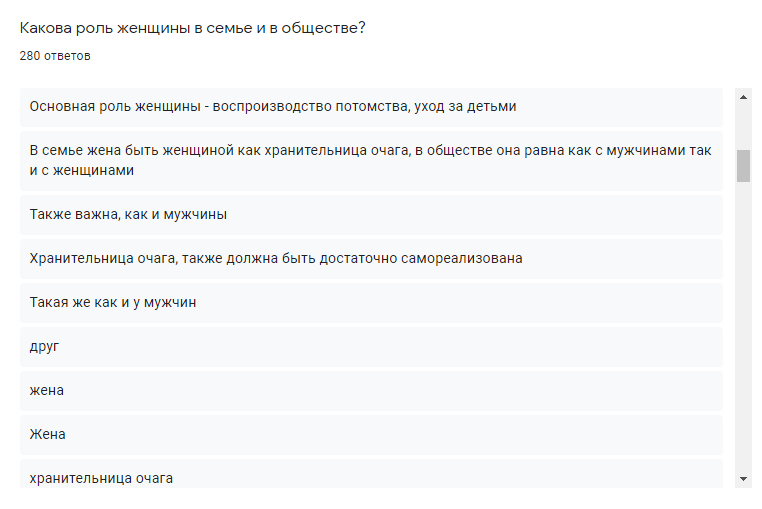 Какова роль женщины в семье и в обществе?
280 ответов
Основная роль женщины - воспроизводство потомства, уход за детьми
В семье жена быть женщиной как хранительница очага, в обществе она равна как с мужчинами так
и с женщинами
Также важна, как и мужчины
Хранительница очага, также должна быть достаточно самореализована
Такая же как и у мужчин
друг
жена
Жена
хранительница очага